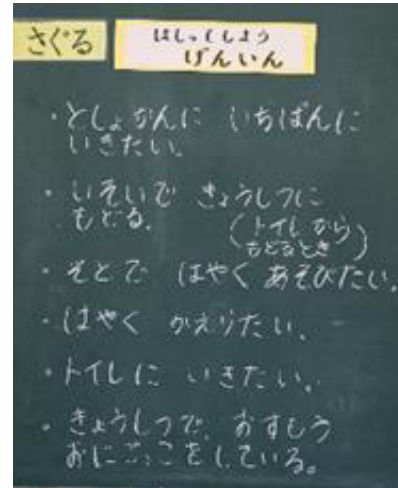 さぐる
はしってしまう
げんいん
・としょかんに いちばんに
いきたい。
・いそいで きょうしつに
もどる。
(トイレから
もどるとき)
・そとで はやく あそびたい。
・はやく かえりたい。
・トイレに いきたい。
・きょうしつで、おすもう
おにごっこをしている。